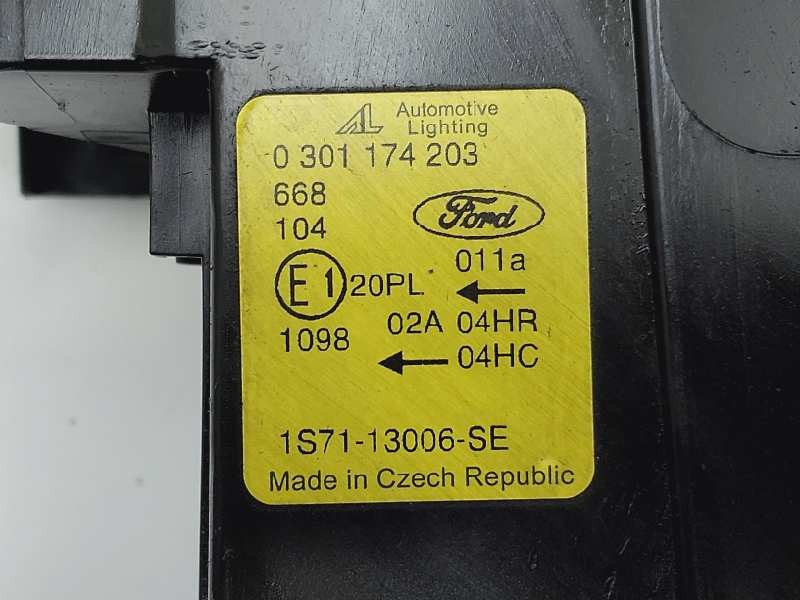 AL Automotive
Lighting
0 301 174 203
668
104
Ford
E1 20PL 011a
02A 04HR
1098
04HC
1S71-13006-SE
Made in Czech Republic